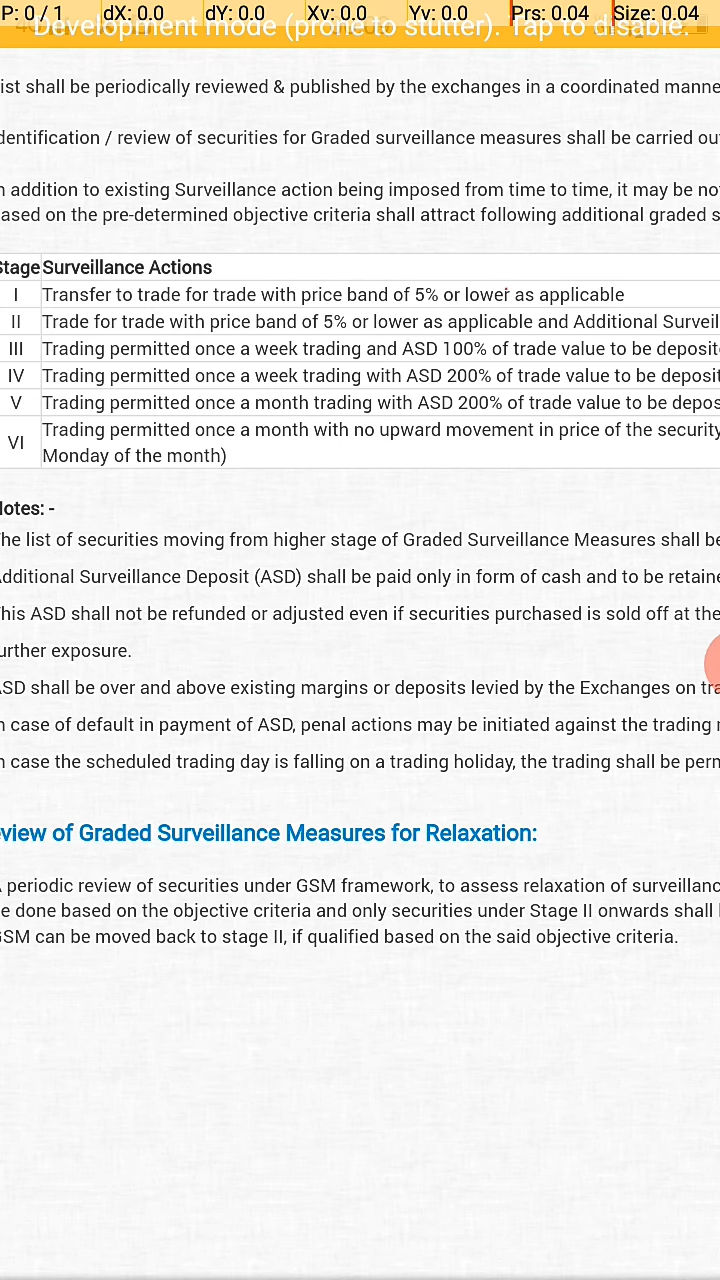 P: 0 / 1 dX: 0.0 dY: 0.0 Xv: 0.0 Yv: 0.0 Prs: 0.04 Size: 0.04
Development mode (prone to stutter). Tap to disable.
ist shall be periodically reviewed & published by the exchanges in a coordinated manne
dentification / review of securities for Graded surveillance measures shall be carried ou
n addition to existing Surveillance action being imposed from time to time, it may be no
ased on the pre-determined objective criteria shall attract following additional graded s
Stage Surveillance Actions
I Transfer to trade for trade with price band of 5% or lower as applicable
II Trade for trade with price band of 5% or lower as applicable and Additional Surveil
III Trading permitted once a week trading and ASD 100% of trade value to be deposit
IV Trading permitted once a week trading with ASD 200% of trade value to be deposit
V Trading permitted once a month trading with ASD 200% of trade value to be depos
VI Trading permitted once a month with no upward movement in price of the security
Monday of the month)
otes: -
he list of securities moving from higher stage of Graded Surveillance Measures shall be
dditional Surveillance Deposit (ASD) shall be paid only in form of cash and to be retaine
his ASD shall not be refunded or adjusted even if securities purchased is sold off at the
urther exposure.
SD shall be over and above existing margins or deposits levied by the Exchanges on tra
n case of default in payment of ASD, penal actions may be initiated against the trading
n case the scheduled trading day is falling on a trading holiday, the trading shall be perm
view of Graded Surveillance Measures for Relaxation:
periodic review of securities under GSM framework, to assess relaxation of surveillanc
e done based on the objective criteria and only securities under Stage II onwards shall
GSM can be moved back to stage II, if qualified based on the said objective criteria.